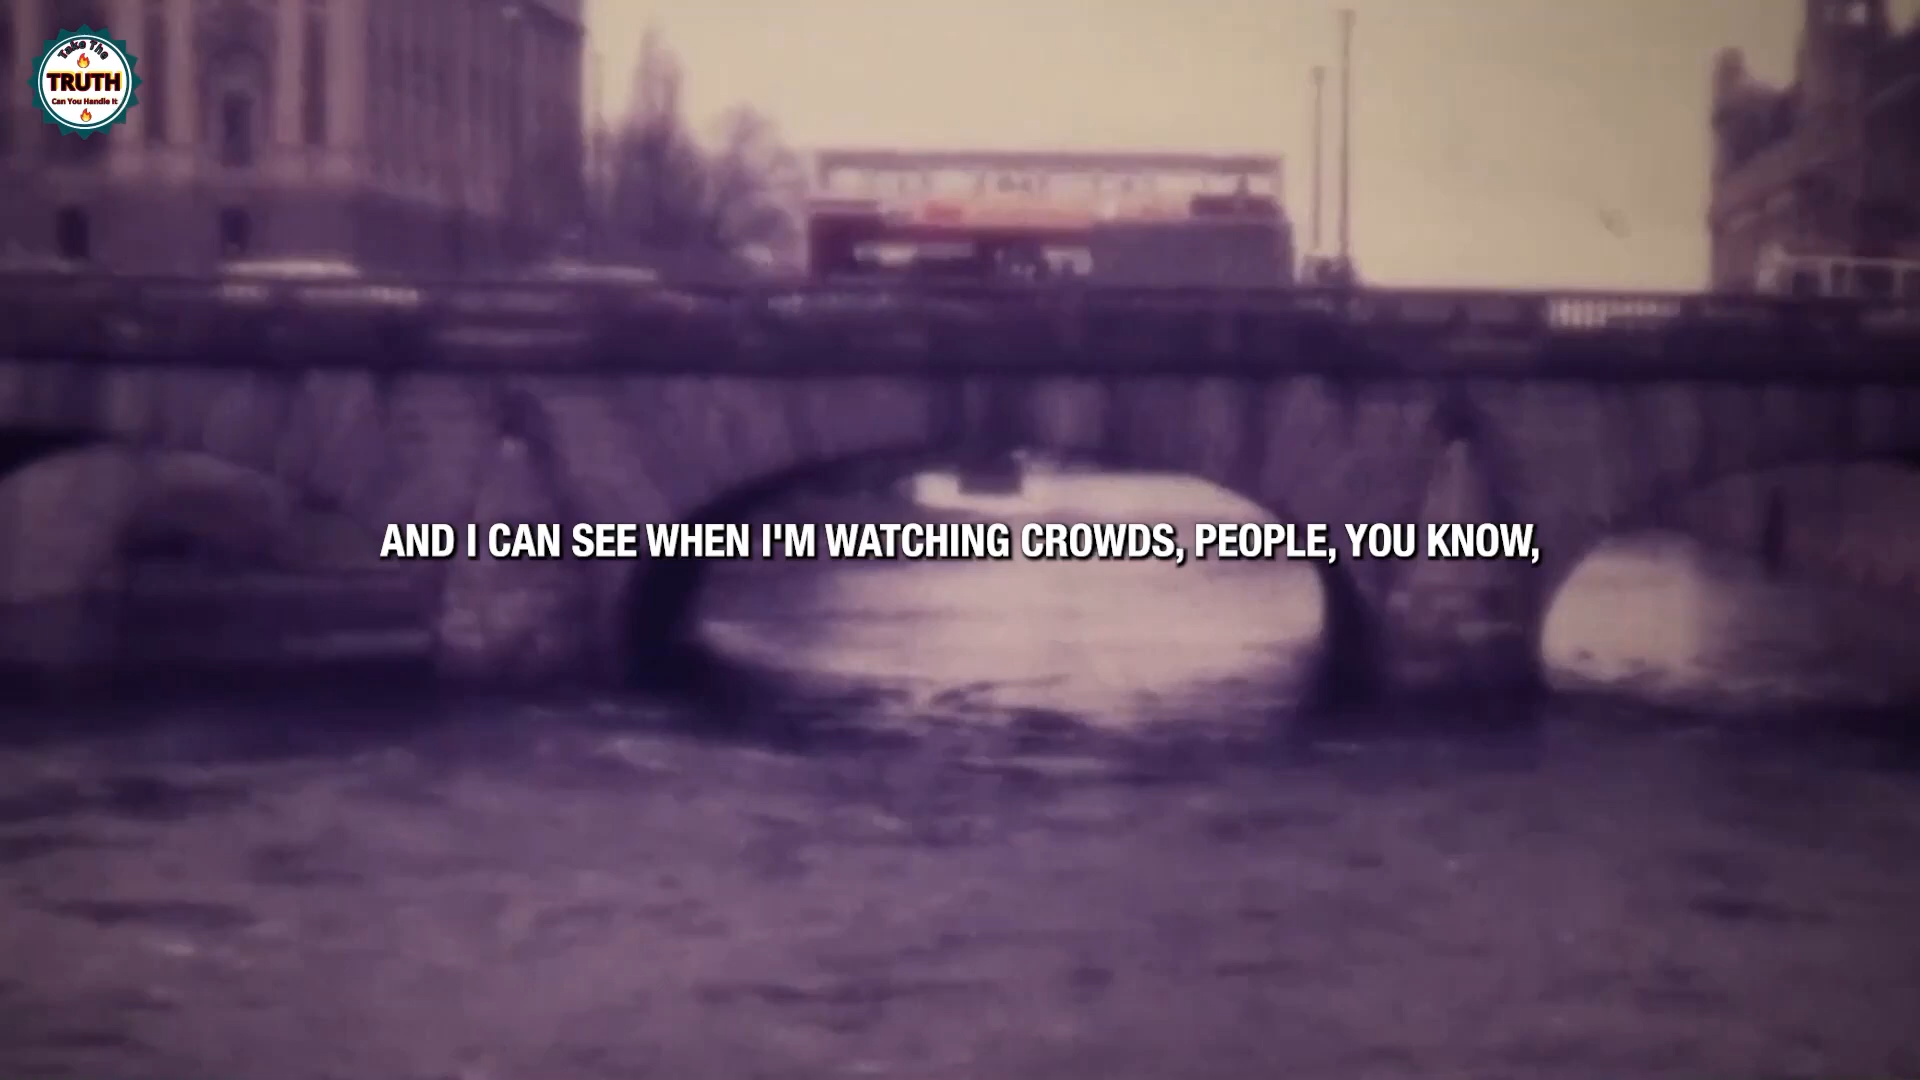 Take The
TRUTH
Can You Handle It
AND I CAN SEE WHEN I'M WATCHING CROWDS, PEOPLE, YOU KNOW,